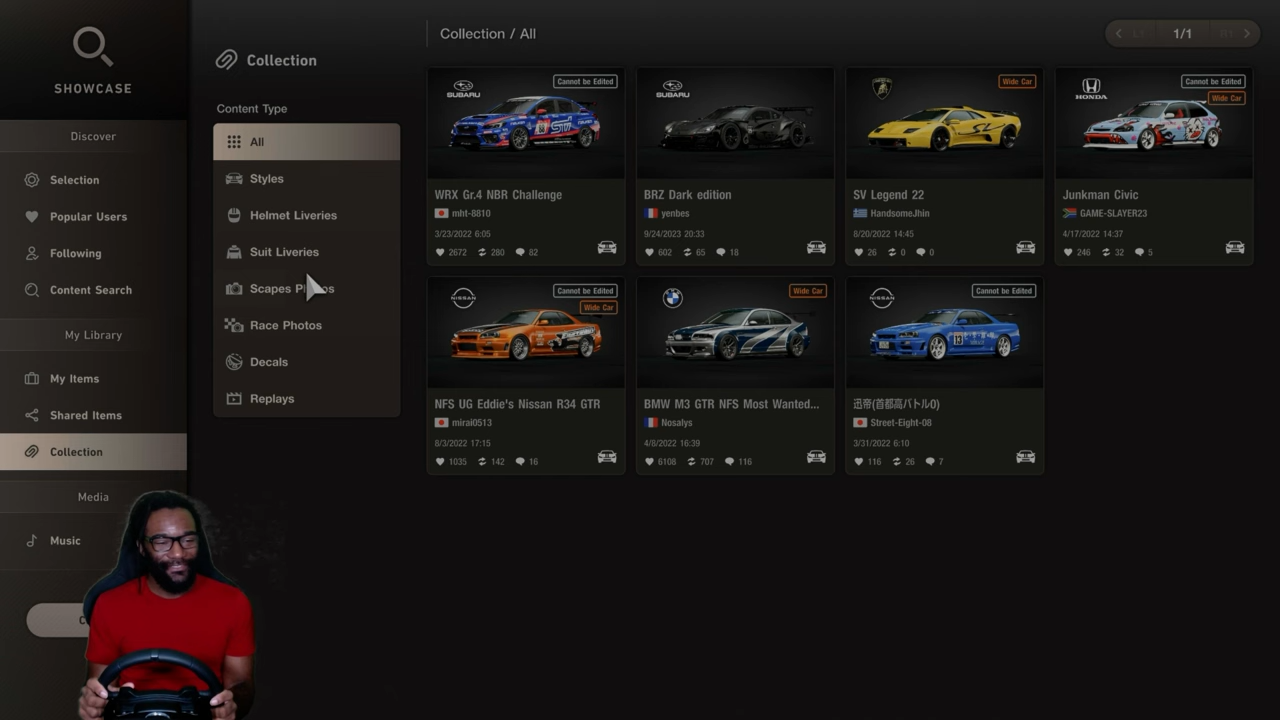 SHOWCASE
Discover
Selection
Popular Users
Following
Content Search
My Library
My Items
Shared Items
Collection
Media
Music
Collection
Content Type
All
Styles
Helmet Liveries
Suit Liveries
Scapes
Race Photos
Decals
Replays
Collection / All
1/1
SUBARU
Cannot be Edited
WRX Gr.4 NBR Challenge
mht-8810
3/23/2022 6:05
2672 280 82
SUBARU
BRZ Dark edition
yenbes
9/24/2023 20:33
602 65 18
Wide Car
SV Legend 22
HandsomeJhin
8/20/2022 14:45
26 0 0
HONDA
Cannot be Edited
Wide Car
Junkman Civic
GAME-SLAYER23
4/17/2022 14:37
246 32 5
NISSAN
Cannot be Edited
Wide Car
NFS UG Eddie's Nissan R34 GTR
mirai0513
8/3/2022 17:15
1035 142 16
Wide Car
BMW M3 GTR NFS Most Wanted...
Nosalys
4/8/2022 16:39
6108 707 116
NISSAN
Cannot be Edited
迅帝(首都高バトル0)
Street-Eight-08
3/31/2022 6:10
116 26 7